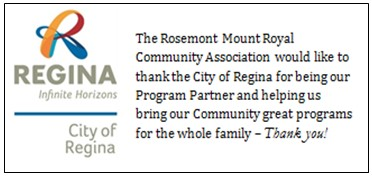 REGINA
Infinite Horizons
City of
Regina
The Rosemont Mount Royal
Community Association would like to
thank the City of Regina for being our
Program Partner and helping us
bring our Community great programs
for the whole family – Thank you!